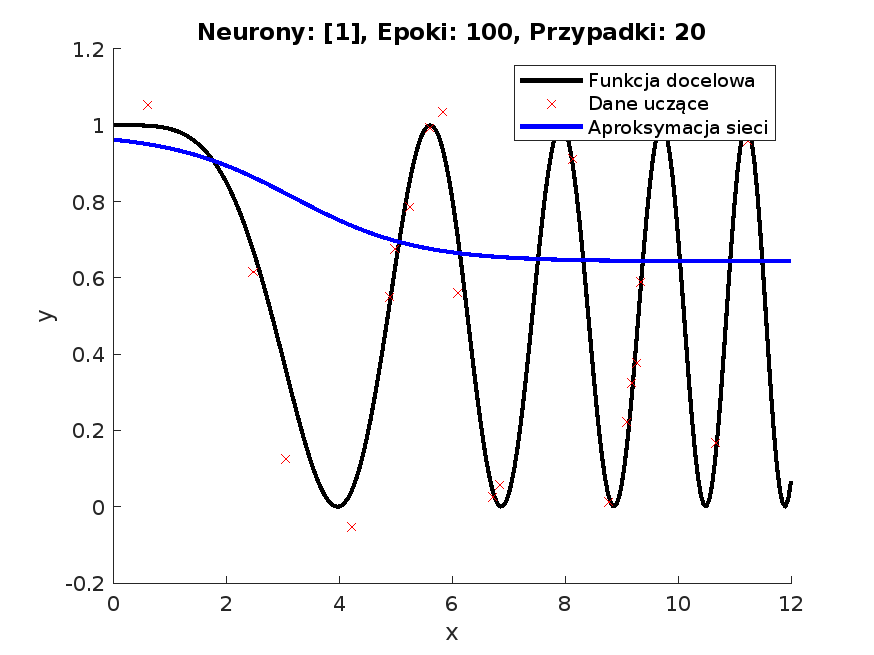 Neurony: [1], Epoki: 100, Przypadki: 20
1.2
1
0.8
0.6
0.4
0.2
0
-0.2
y
Funkcja docelowa
Dane uczące
Aproksymacja sieci
0 2 4 6 8 10 12
x